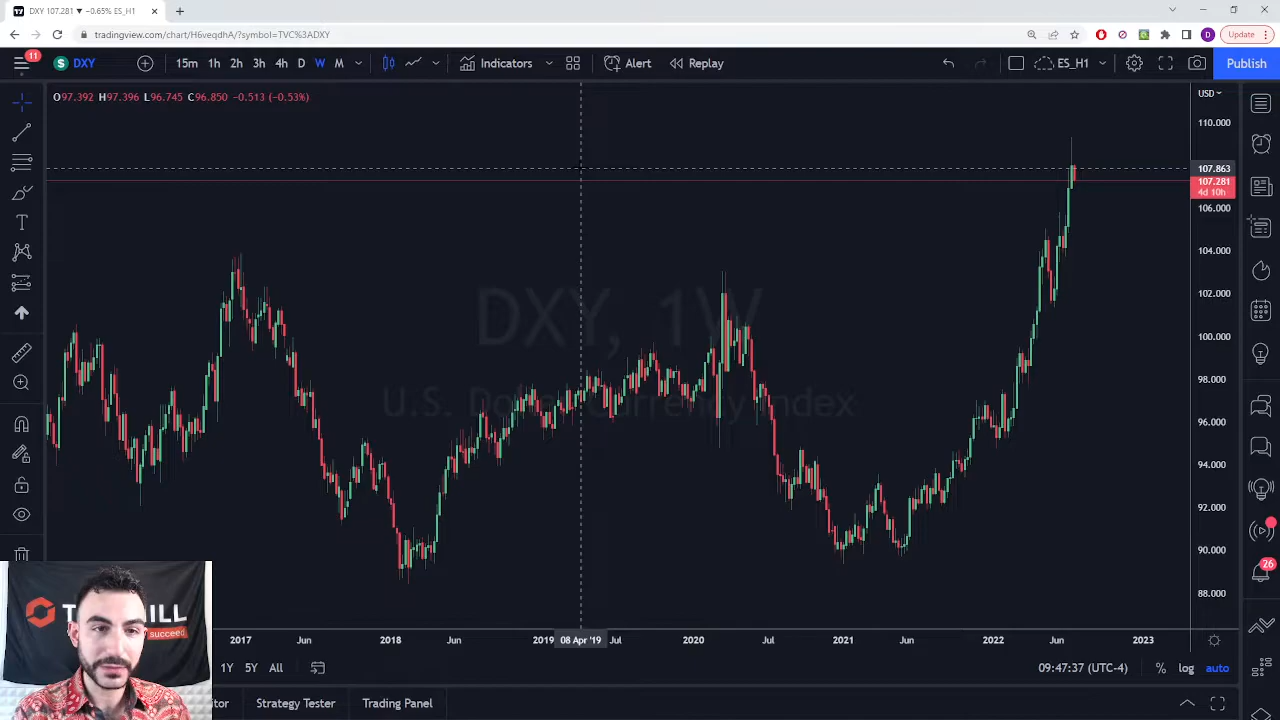 DXY 107.281 ▼ −0.65% ES_H1
tradingview.com/chart/H6veqdhA/?symbol=TVC%3ADXY
D
Update
11
DXY
15m 1h 2h 3h 4h D W M
Indicators
Alert
Replay
ES_H1
Publish
O97.392 H97.396 L96.745 C96.850 −0.513 (−0.53%)
USD
110.000
107.863
107.281
4d 10h
106.000
104.000
102.000
100.000
98.000
96.000
94.000
92.000
90.000
88.000
DXY, 1W
U.S. Dollar Currency Index
26
succeed
2017 Jun 2018 Jun 2019 08 Apr '19 Jul 2020 Jul 2021 Jun 2022 Jun 2023
1Y 5Y All
09:47:37 (UTC-4)
% log auto
Strategy Tester
Trading Panel